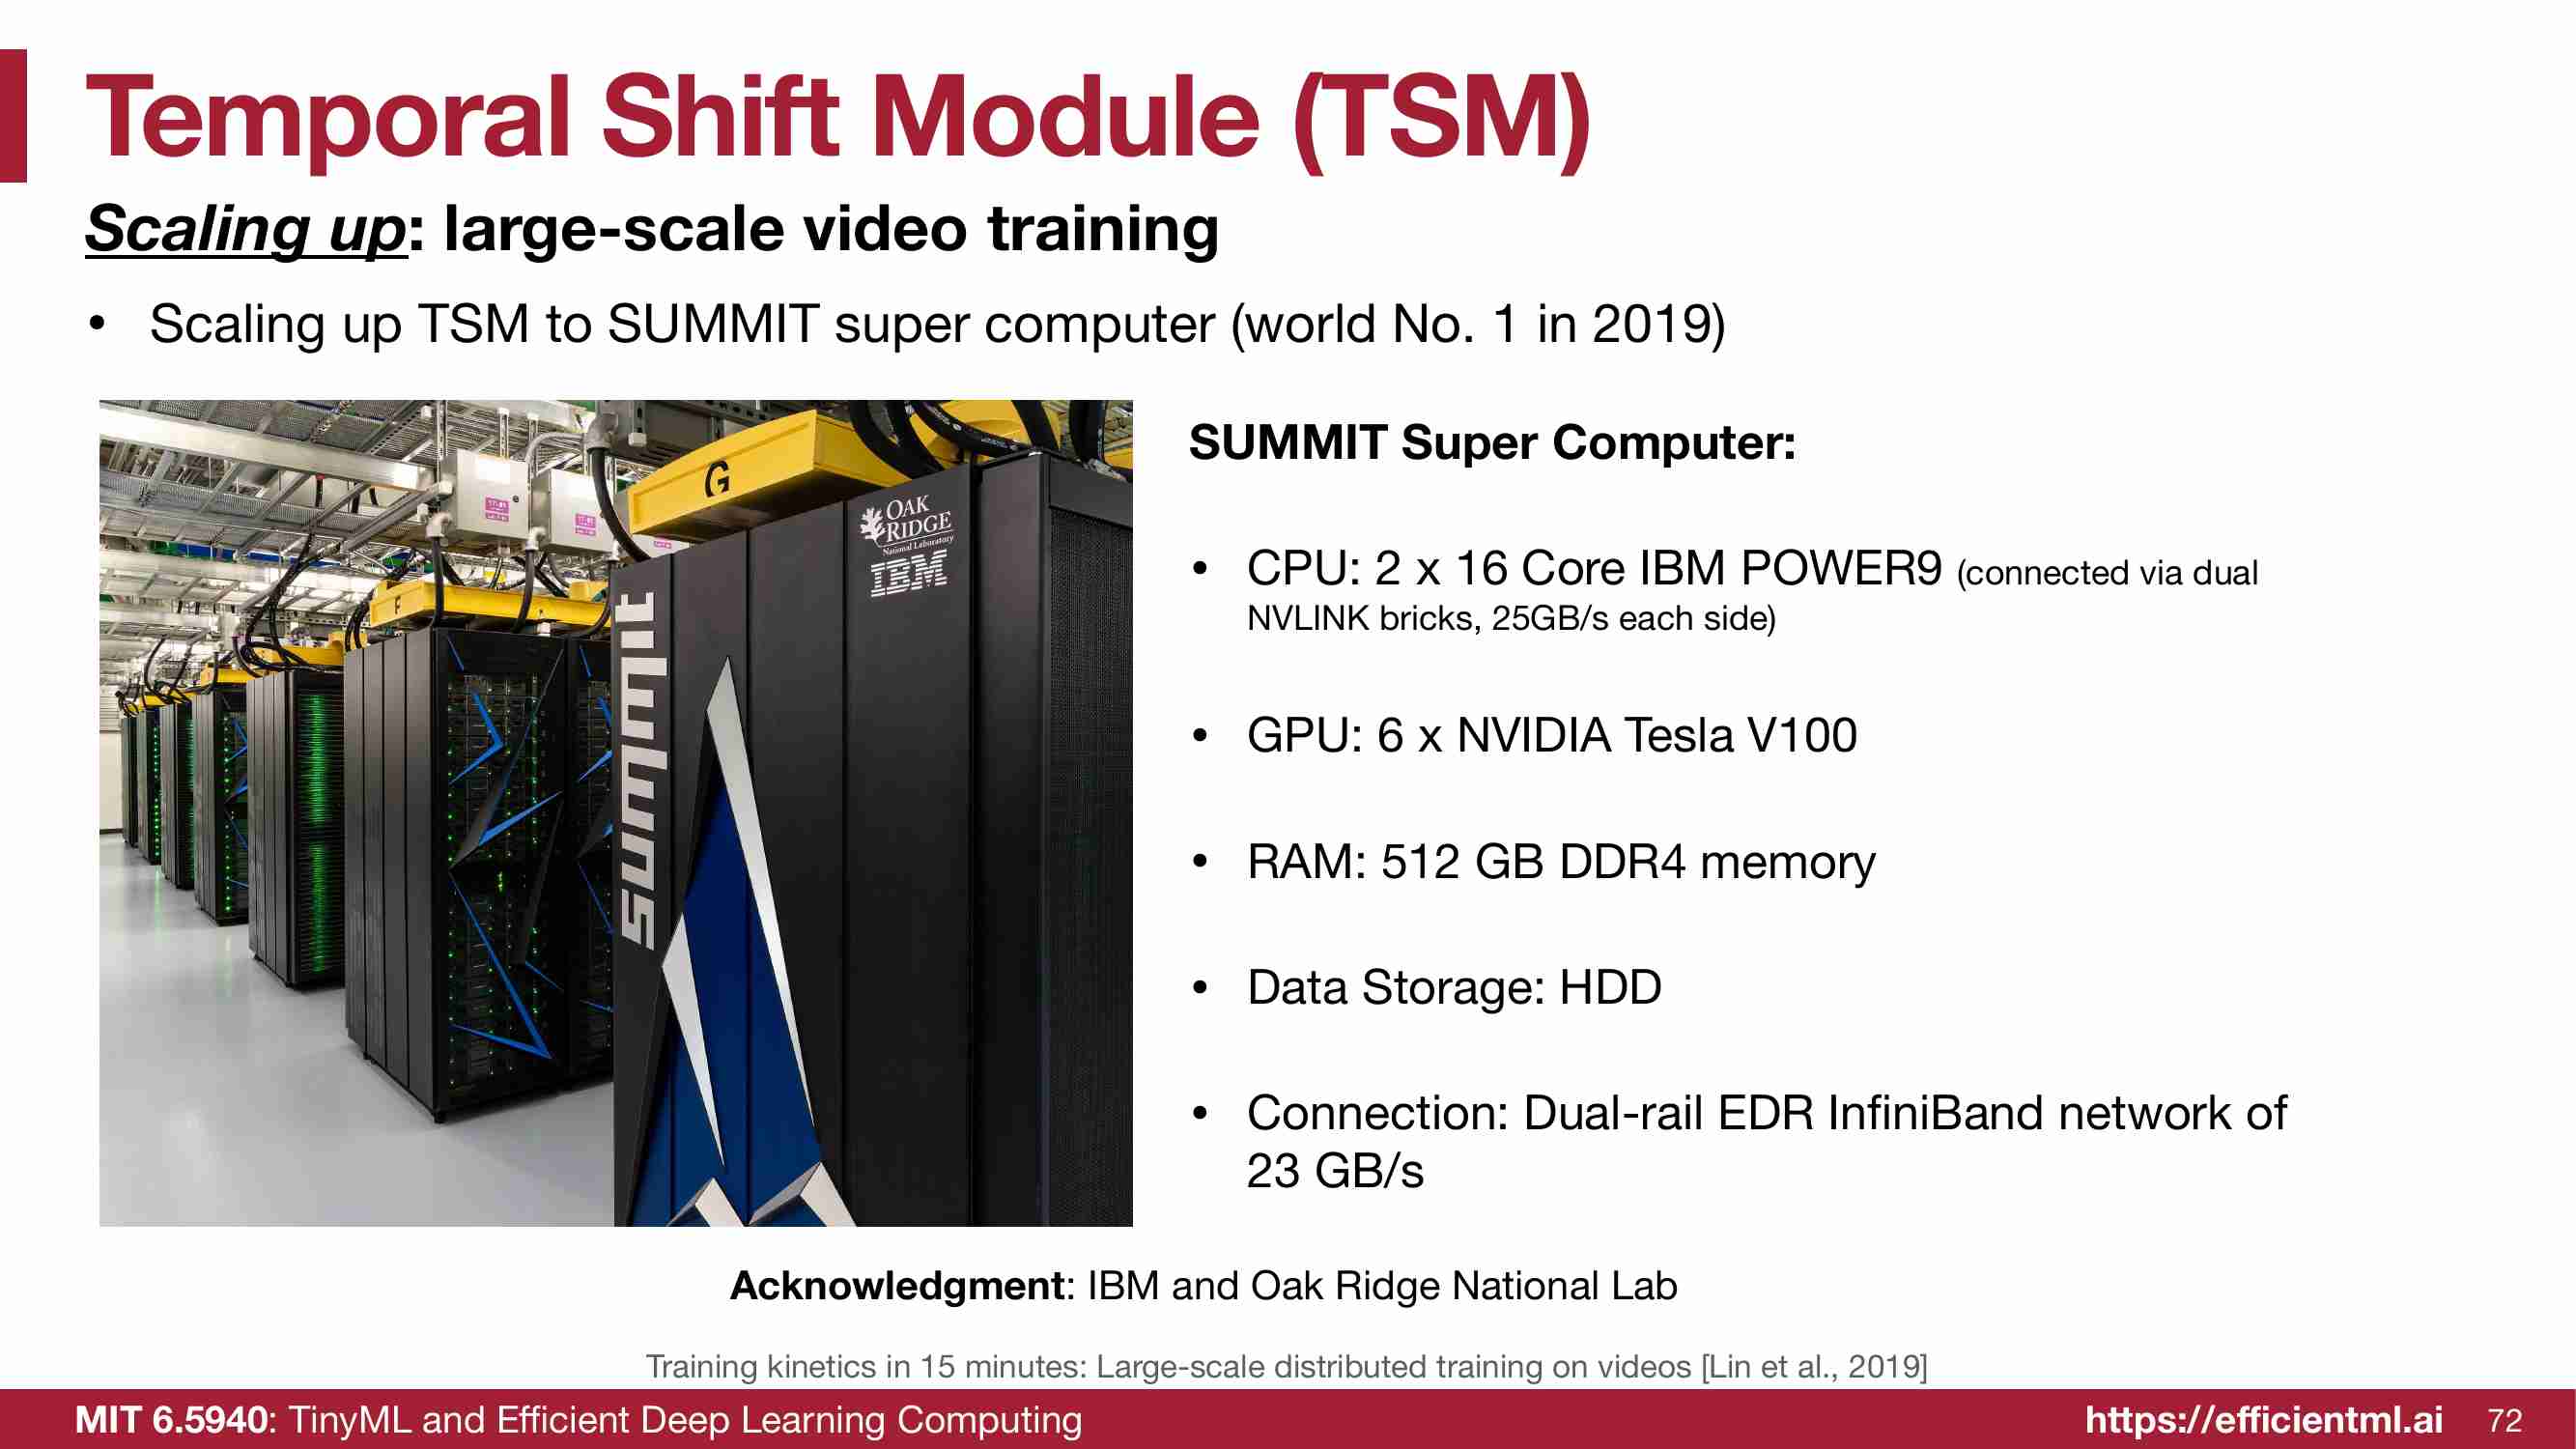 Temporal Shift Module (TSM)
Scaling up: large-scale video training
• Scaling up TSM to SUMMIT super computer (world No. 1 in 2019)
G
OAK
RIDGE
National Laboratory
IBM
F
summit
SUMMIT Super Computer:
• CPU: 2 x 16 Core IBM POWER9 (connected via dual
NVLINK bricks, 25GB/s each side)
• GPU: 6 x NVIDIA Tesla V100
• RAM: 512 GB DDR4 memory
• Data Storage: HDD
• Connection: Dual-rail EDR InfiniBand network of
23 GB/s
Acknowledgment: IBM and Oak Ridge National Lab
Training kinetics in 15 minutes: Large-scale distributed training on videos [Lin et al., 2019]
MIT 6.5940: TinyML and Efficient Deep Learning Computing
https://efficientml.ai 72